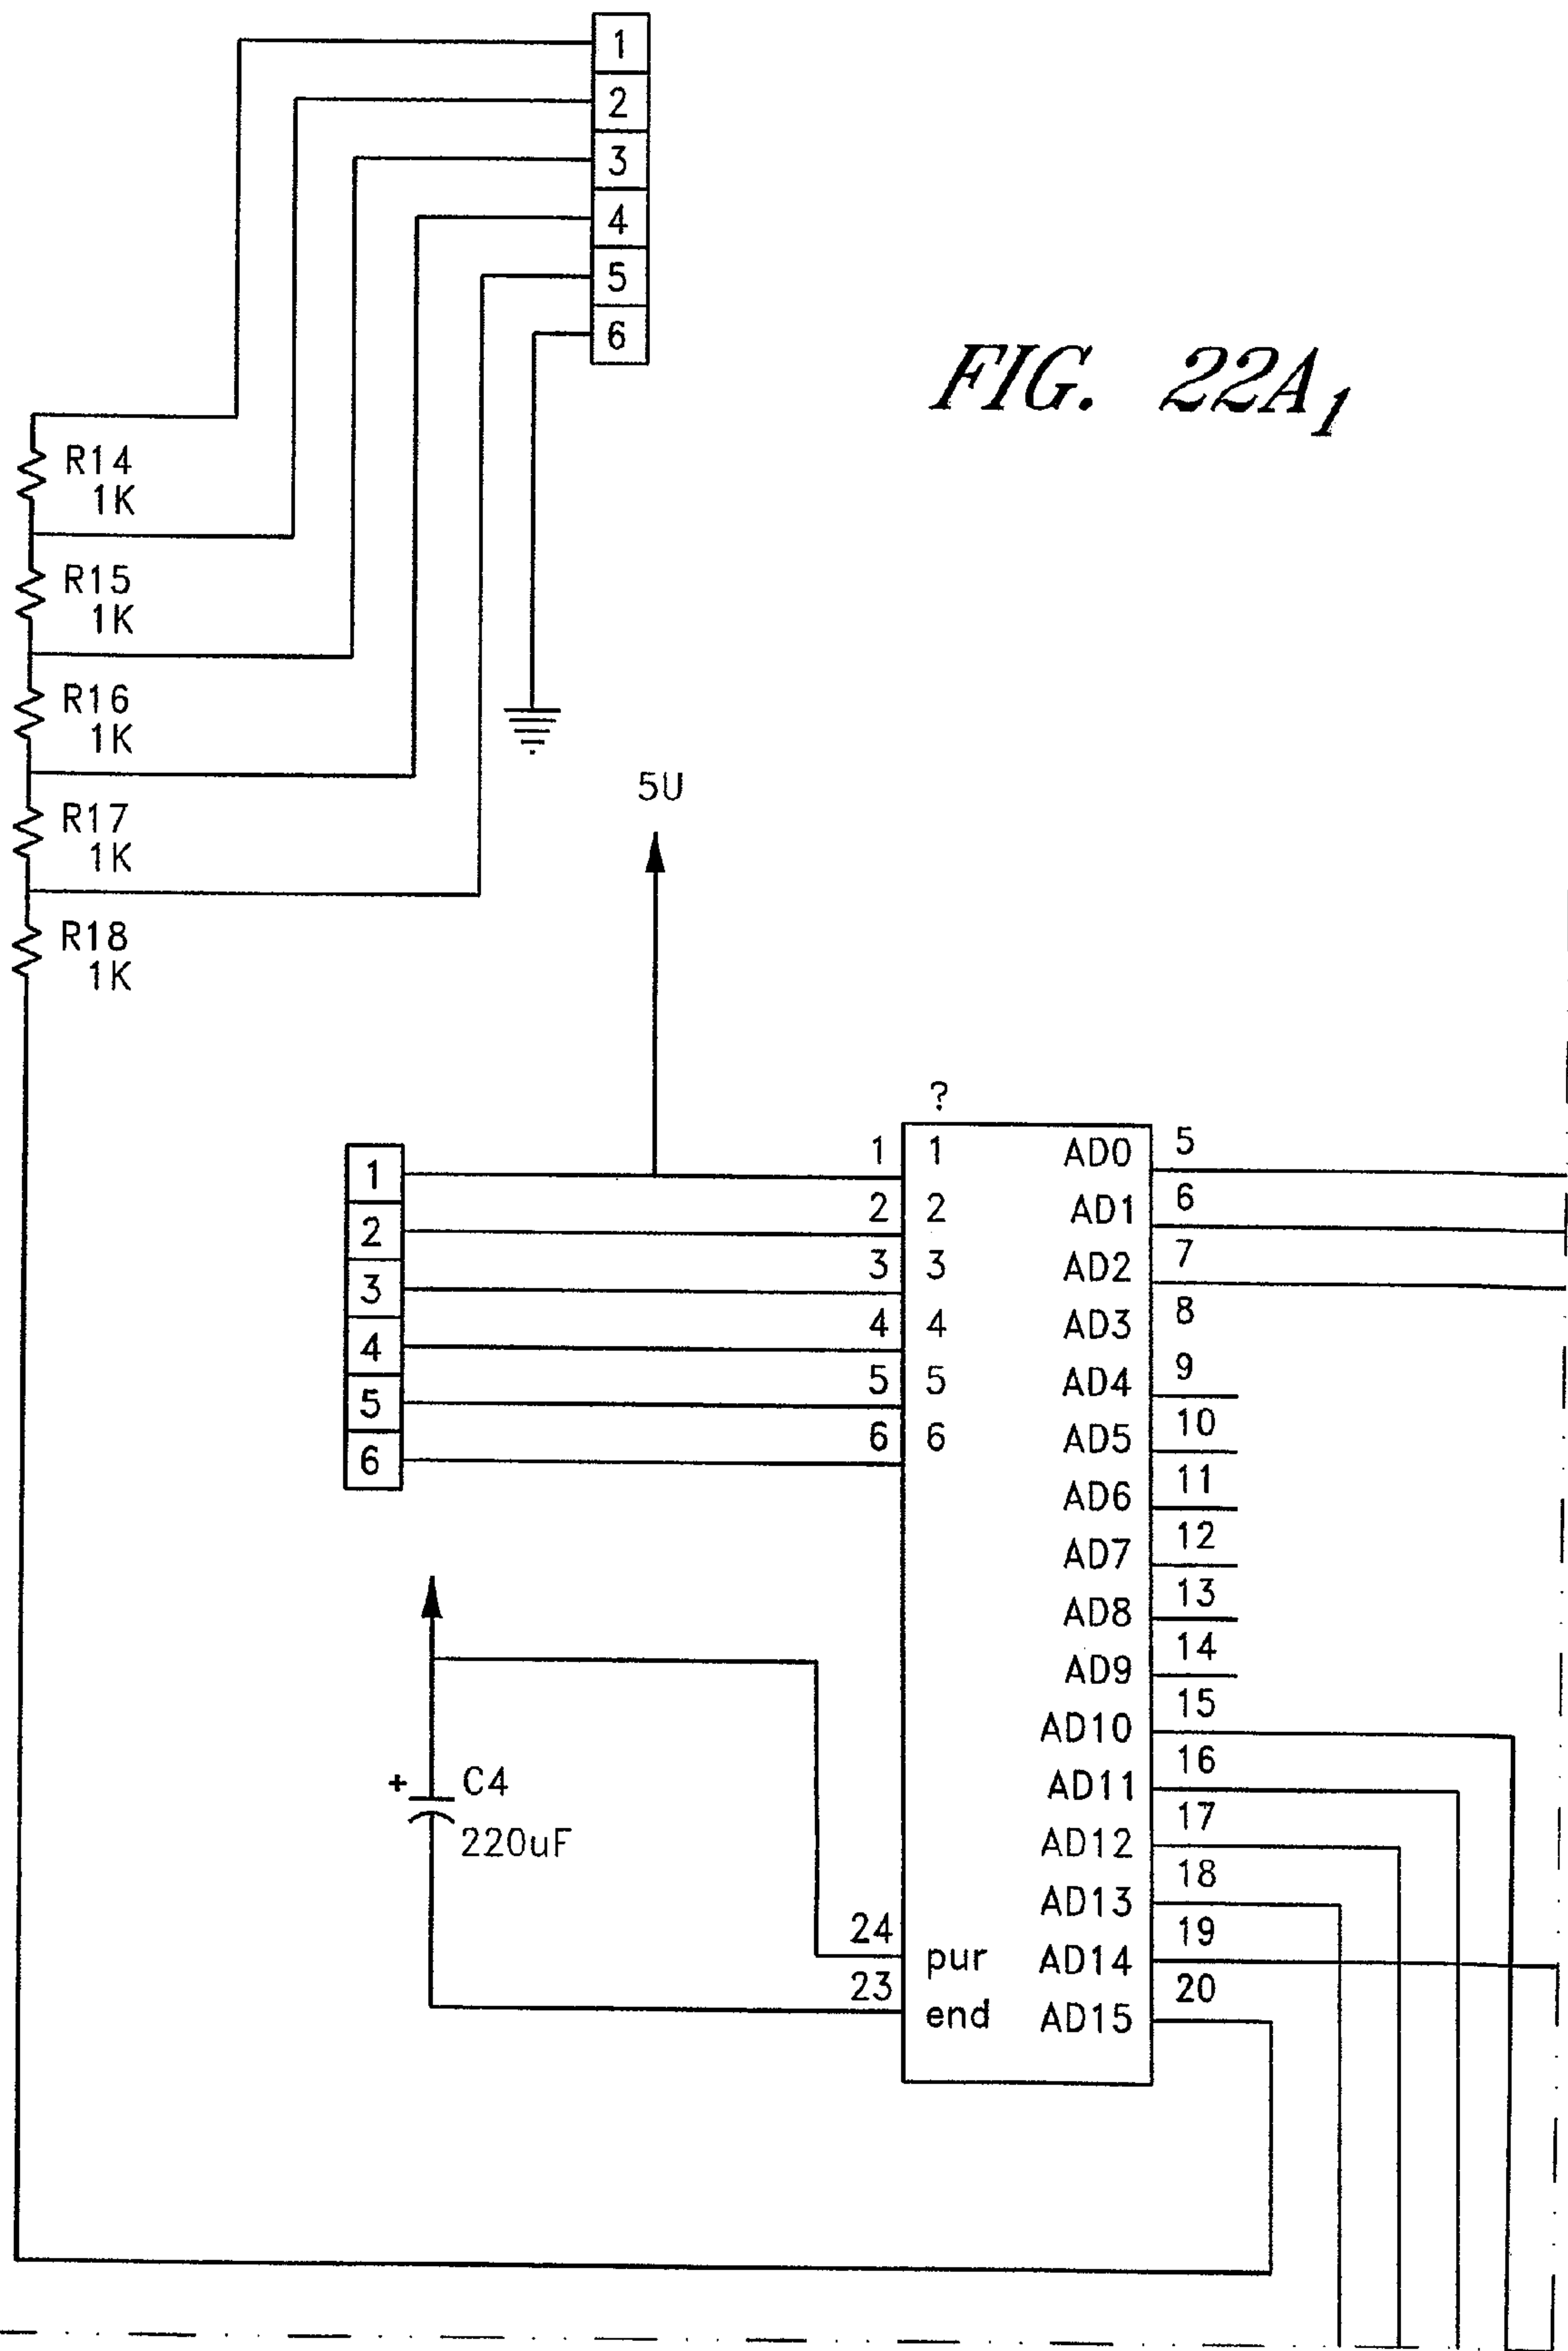 1
2
3
4
5
6
FIG. 22A1
R14
1K
R15
1K
R16
1K
R17
1K
R18
1K
5U
?
1
2
3
4
5
6
1 1 AD0 5
2 2 AD1 6
3 3 AD2 7
4 4 AD3 8
5 5 AD4 9
6 6 AD5 10
AD6 11
AD7 12
AD8 13
AD9 14
AD10 15
AD11 16
AD12 17
AD13 18
24 pur AD14 19
23 end AD15 20
+ C4
220uF